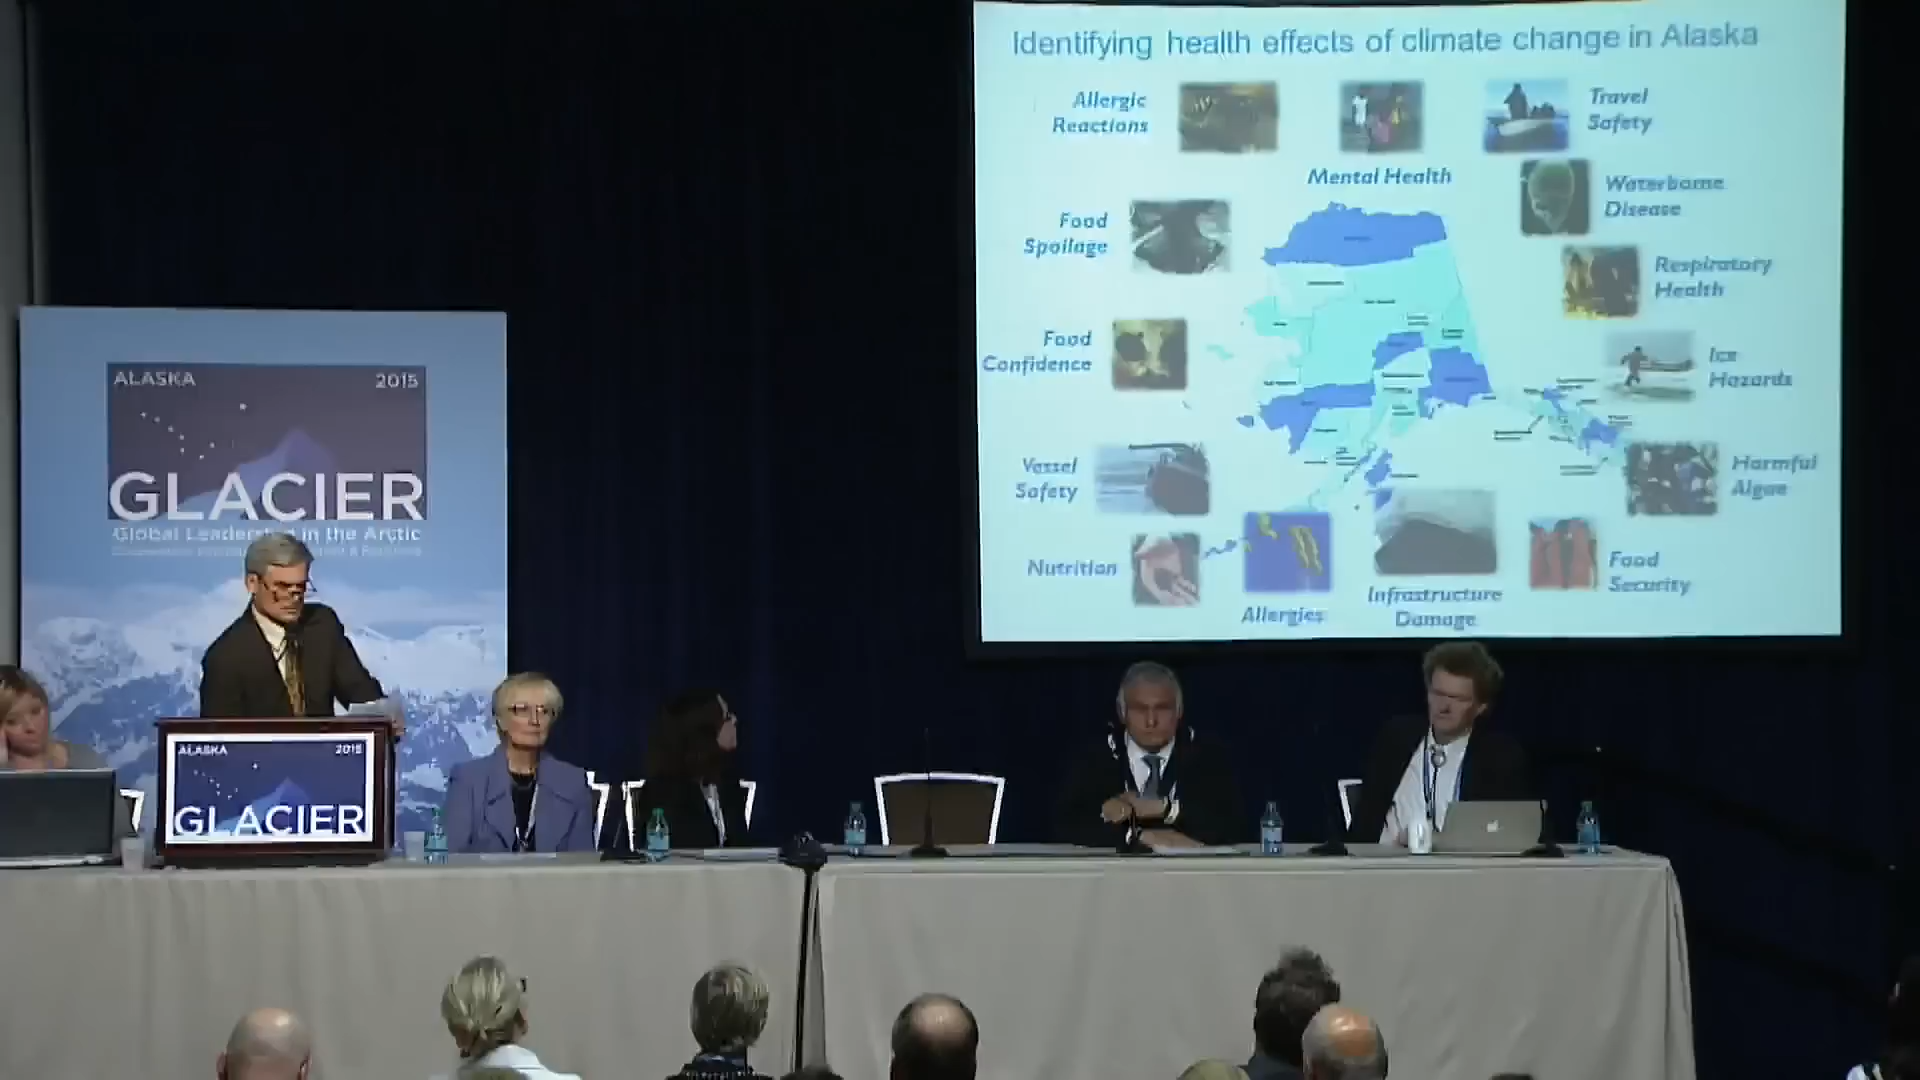 Identifying health effects of climate change in Alaska
Allergic
Reactions
Travel
Safety
Mental Health
Waterborne
Disease
Food
Spoilage
Respiratory
Health
Food
Confidence
Ice
Hazards
Vessel
Safety
Harmful
Algae
Nutrition
Allergies
Infrastructure
Damage
Food
Security
ALASKA 2015
GLACIER
Global Leadership in the Arctic
ALASKA 2015
GLACIER